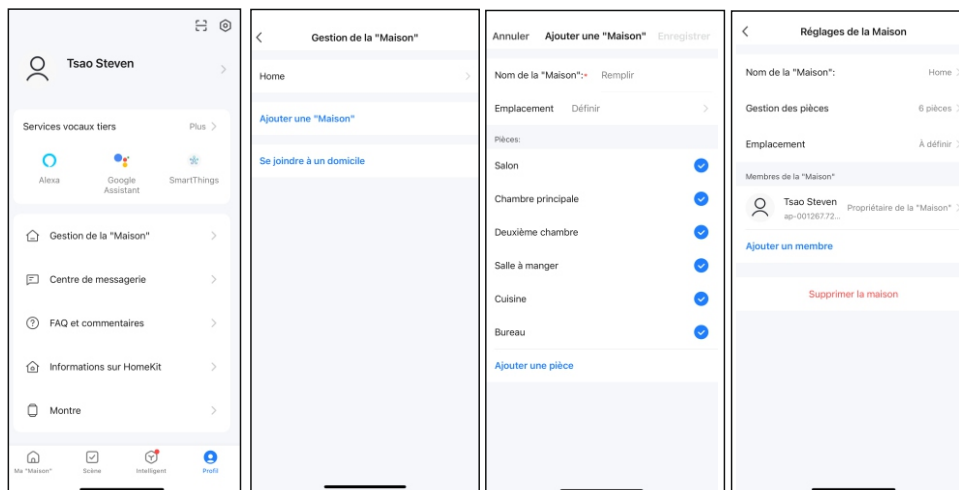 Tsao Steven
Services vocaux tiers
Plus
Alexa
Google
Assistant
SmartThings
Gestion de la "Maison"
Centre de messagerie
FAQ et commentaires
Informations sur HomeKit
Montre
Ma "Maison"
Scène
Intelligent
Profil
Gestion de la "Maison"
Home
Ajouter une "Maison"
Se joindre à un domicile
Annuler
Ajouter une "Maison"
Enregistrer
Nom de la "Maison":*
Remplir
Emplacement
Définir
Pièces:
Salon
Chambre principale
Deuxième chambre
Salle à manger
Cuisine
Bureau
Ajouter une pièce
Réglages de la Maison
Nom de la "Maison":
Home
Gestion des pièces
6 pièces
Emplacement
À définir
Membres de la "Maison"
Tsao Steven
Propriétaire de la "Maison"
ap-001267.72...
Ajouter un membre
Supprimer la maison